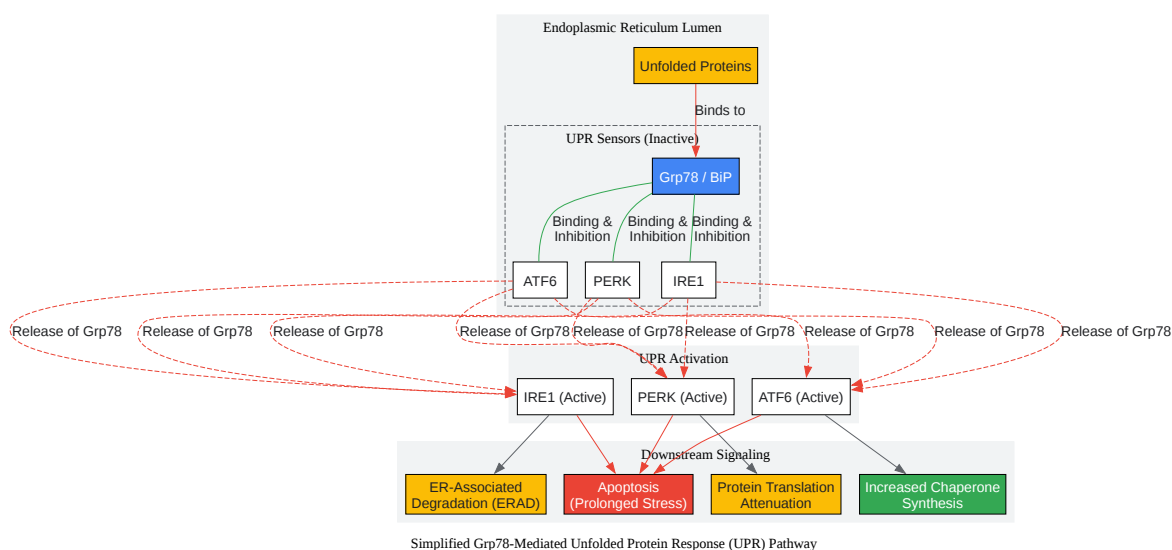 Endoplasmic Reticulum Lumen
Unfolded Proteins
Binds to
UPR Sensors (Inactive)
Grp78 / BiP
Binding &
Inhibition
Binding &
Inhibition
Binding &
Inhibition
ATF6
PERK
IRE1
Release of Grp78
Release of Grp78
Release of Grp78
Release of Grp78
Release of Grp78
Release of Grp78
Release of Grp78
Release of Grp78
Release of Grp78
UPR Activation
IRE1 (Active)
PERK (Active)
ATF6 (Active)
Downstream Signaling
ER-Associated
Degradation (ERAD)
Apoptosis
(Prolonged Stress)
Protein Translation
Attenuation
Increased Chaperone
Synthesis
Simplified Grp78-Mediated Unfolded Protein Response (UPR) Pathway